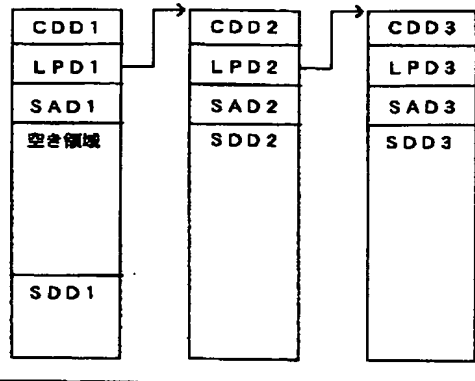 CDD1
LPD1
SAD1
空き領域
SDD1
CDD2
LPD2
SAD2
SDD2
CDD3
LPD3
SAD3
SDD3